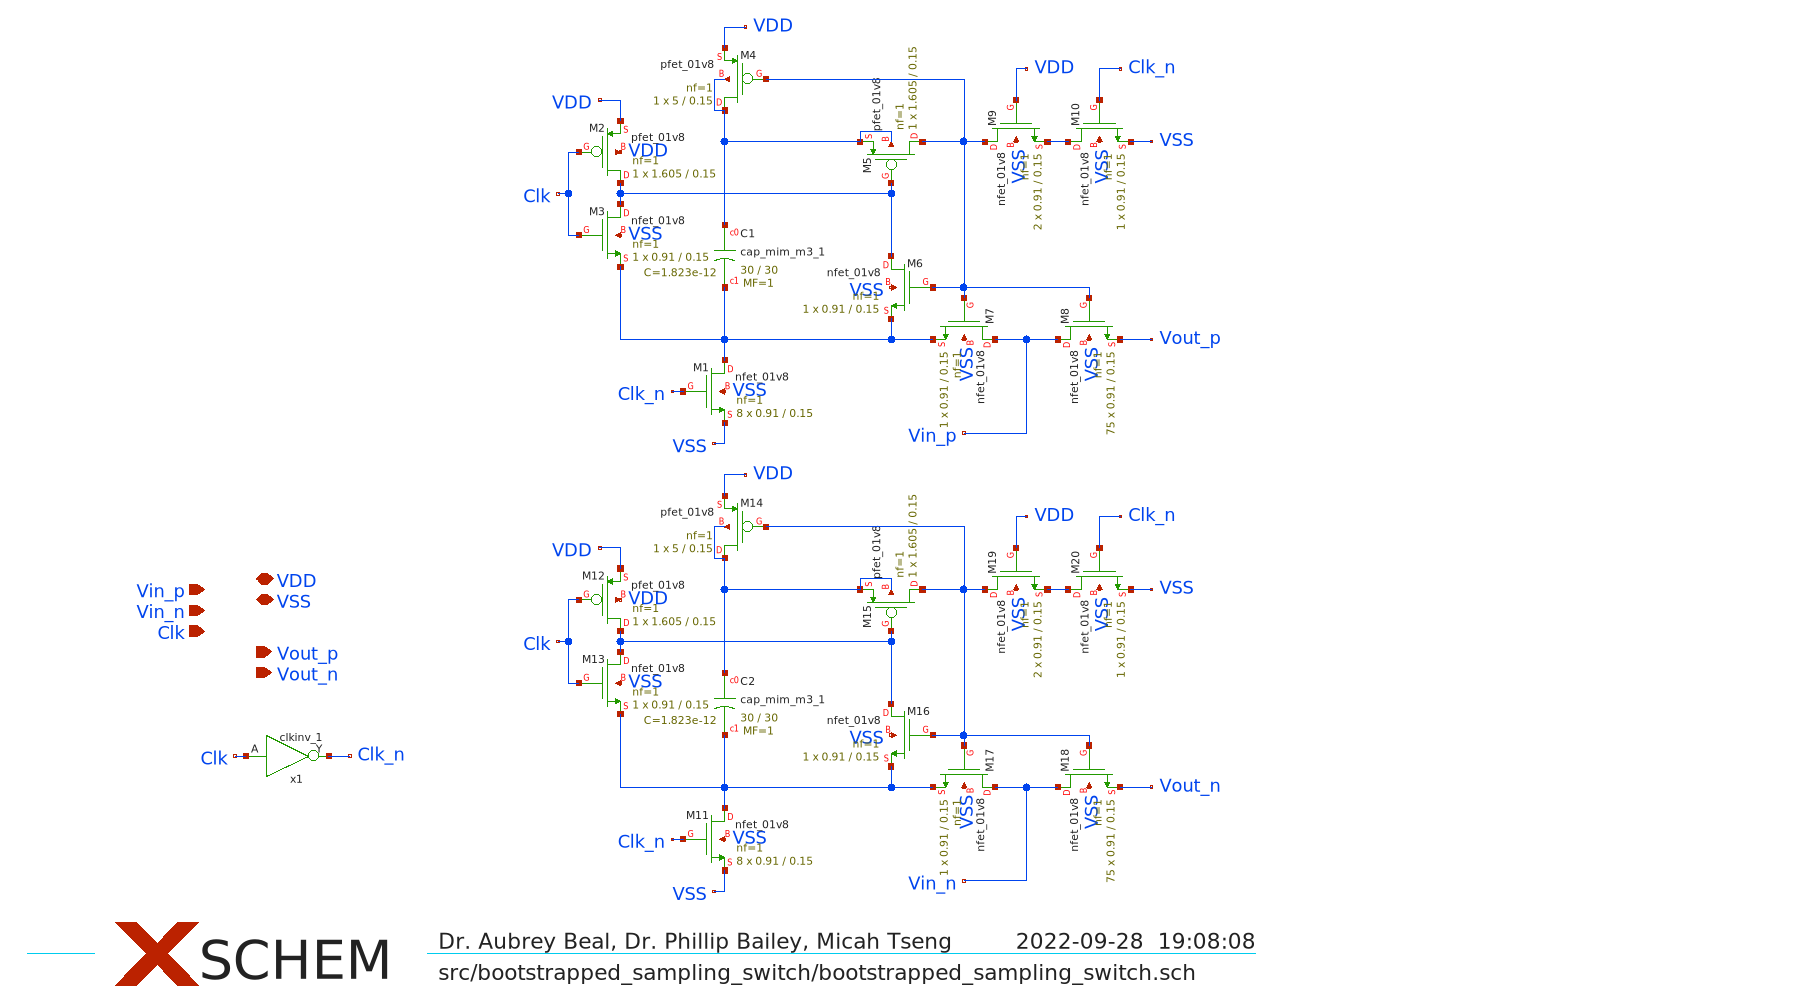 VDD
M4
S
pfet_01v8
B
G
nf=1
1 x 5 / 0.15
D
VDD
M2
S
pfet_01v8
G
B
VDD
nf=1
1 x 1.605 / 0.15
D
Clk
M3
D
nfet_01v8
G
B
VSS
nf=1
1 x 0.91 / 0.15
S
c0
C1
cap_mim_m3_1
C=1.823e-12
30 / 30
c1
MF=1
pfet_01v8
nf=1
1 x 1.605 / 0.15
S
B
D
M5
G
VDD
Clk_n
M9
G
M10
G
VSS
D
B
S
D
B
S
nfet_01v8
VSS
nf=1
2 x 0.91 / 0.15
nfet_01v8
VSS
nf=1
1 x 0.91 / 0.15
D
M6
nfet_01v8
B
G
VSS
nf=1
1 x 0.91 / 0.15
S
G
M7
M8
G
Vout_p
S
B
D
D
B
S
1 x 0.91 / 0.15
nf=1
VSS
nfet_01v8
nfet_01v8
VSS
nf=1
75 x 0.91 / 0.15
M1
D
nfet_01v8
Clk_n
G
B
VSS
nf=1
8 x 0.91 / 0.15
S
VSS
Vin_p
VDD
M14
S
pfet_01v8
B
G
nf=1
1 x 5 / 0.15
D
VDD
M12
S
pfet_01v8
G
B
VDD
nf=1
1 x 1.605 / 0.15
D
Clk
M13
D
nfet_01v8
G
B
VSS
nf=1
1 x 0.91 / 0.15
S
c0
C2
cap_mim_m3_1
C=1.823e-12
30 / 30
c1
MF=1
pfet_01v8
nf=1
1 x 1.605 / 0.15
S
B
D
M15
G
VDD
Clk_n
M19
G
M20
G
VSS
D
B
S
D
B
S
nfet_01v8
VSS
nf=1
2 x 0.91 / 0.15
nfet_01v8
VSS
nf=1
1 x 0.91 / 0.15
D
M16
nfet_01v8
B
G
VSS
nf=1
1 x 0.91 / 0.15
S
G
M17
M18
G
Vout_n
S
B
D
D
B
S
1 x 0.91 / 0.15
nf=1
VSS
nfet_01v8
nfet_01v8
VSS
nf=1
75 x 0.91 / 0.15
M11
D
nfet_01v8
Clk_n
G
B
VSS
nf=1
8 x 0.91 / 0.15
S
VSS
Vin_n
Vin_p
Vin_n
Clk
VDD
VSS
Vout_p
Vout_n
clkinv_1
Clk
A
Y
Clk_n
x1
XSCHEM
Dr. Aubrey Beal, Dr. Phillip Bailey, Micah Tseng 2022-09-28 19:08:08
src/bootstrapped_sampling_switch/bootstrapped_sampling_switch.sch